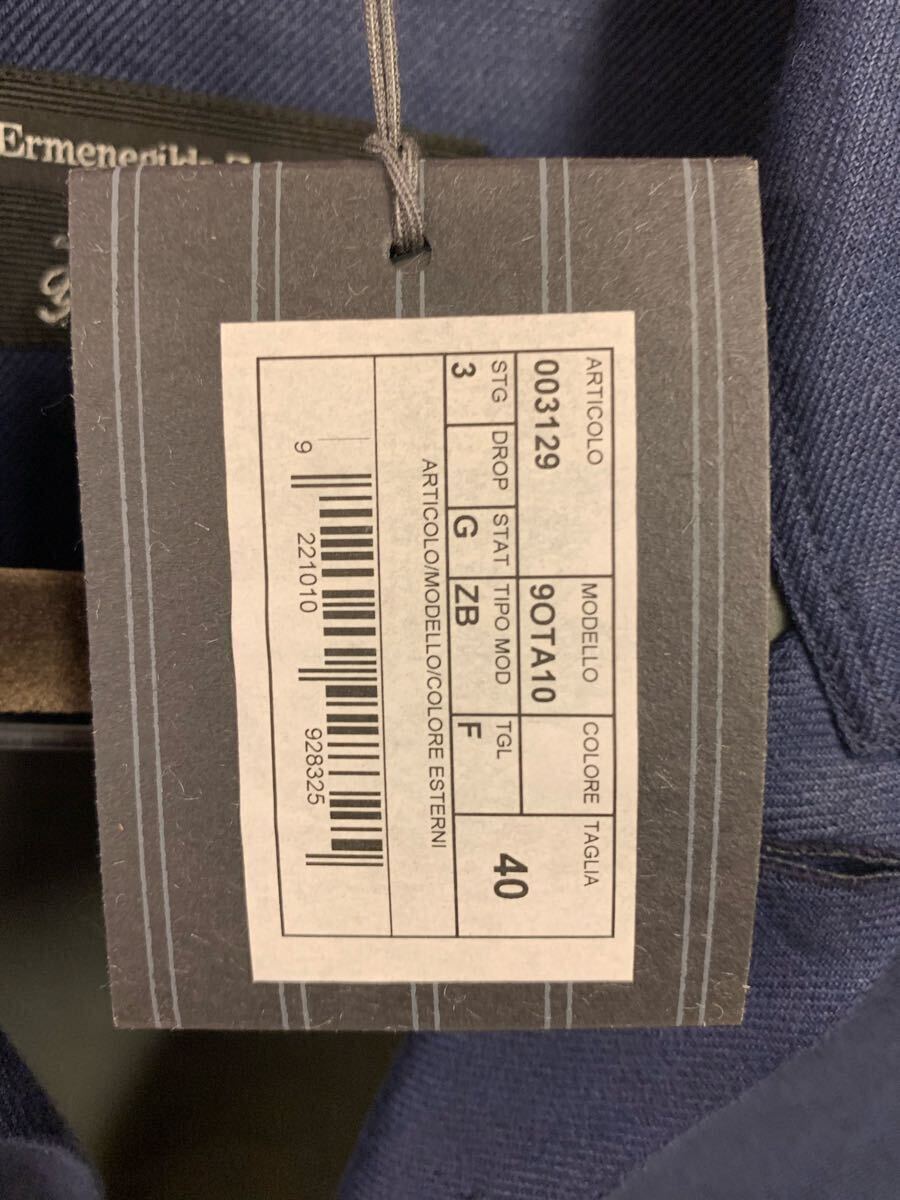 Ermenegildo
ARTICOLO MODELLO COLORE TAGLIA
003129 9OTA10 40
STG DROP STAT TIPO MOD TGL
3 G ZB F
ARTICOLO/MODELLO/COLORE ESTERNI
9 221010 928325